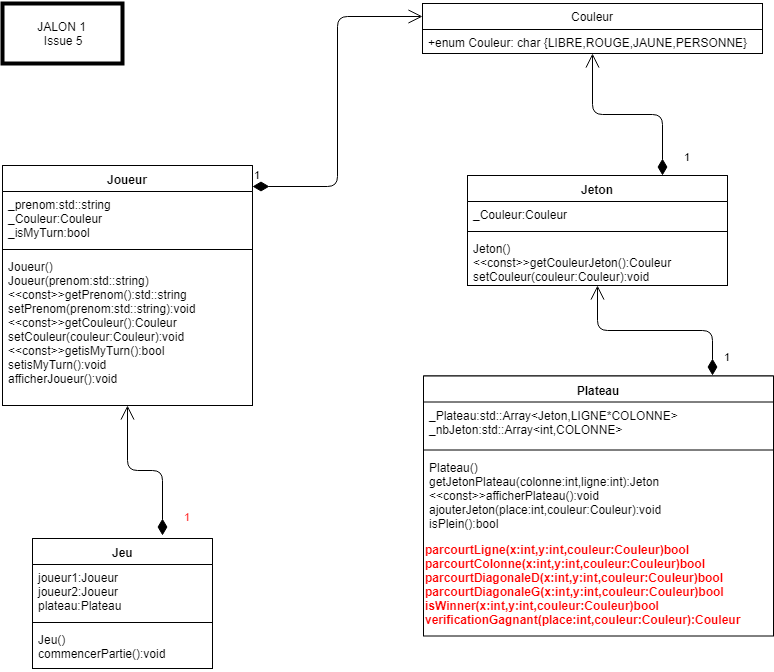 JALON 1
Issue 5
Couleur
+enum Couleur: char {LIBRE,ROUGE,JAUNE,PERSONNE}
Joueur
1
_prenom:std::string
_Couleur:Couleur
_isMyTurn:bool
Joueur()
Joueur(prenom:std::string)
<<const>>getPrenom():std::string
setPrenom(prenom:std::string):void
<<const>>getCouleur():Couleur
setCouleur(couleur:Couleur):void
<<const>>getisMyTurn():bool
setisMyTurn():void
afficherJoueur():void
1
Jeton
_Couleur:Couleur
Jeton()
<<const>>getCouleurJeton():Couleur
setCouleur(couleur:Couleur):void
1
Plateau
_Plateau:std::Array<Jeton,LIGNE*COLONNE>
_nbJeton:std::Array<int,COLONNE>
Plateau()
getJetonPlateau(colonne:int,ligne:int):Jeton
<<const>>afficherPlateau():void
ajouterJeton(place:int,couleur:Couleur):void
isPlein():bool
parcourtLigne(x:int,y:int,couleur:Couleur)bool
parcourtColonne(x:int,y:int,couleur:Couleur)bool
parcourtDiagonaleD(x:int,y:int,couleur:Couleur)bool
parcourtDiagonaleG(x:int,y:int,couleur:Couleur)bool
isWinner(x:int,y:int,couleur:Couleur)bool
verificationGagnant(place:int,couleur:Couleur):Couleur
1
Jeu
joueur1:Joueur
joueur2:Joueur
plateau:Plateau
Jeu()
commencerPartie():void